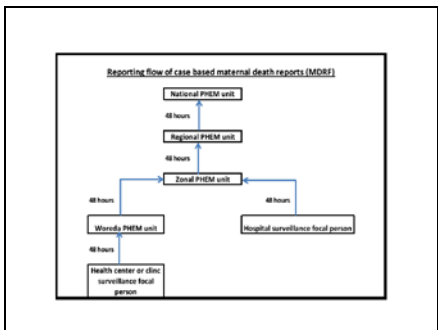 Reporting flow of case based maternal death reports (MDRF)
National PHEM unit
48 hours
Regional PHEM unit
48 hours
Zonal PHEM unit
48 hours
48 hours
Woreda PHEM unit
Hospital surveillance focal person
48 hours
Health center or clinc
surveillance focal
person